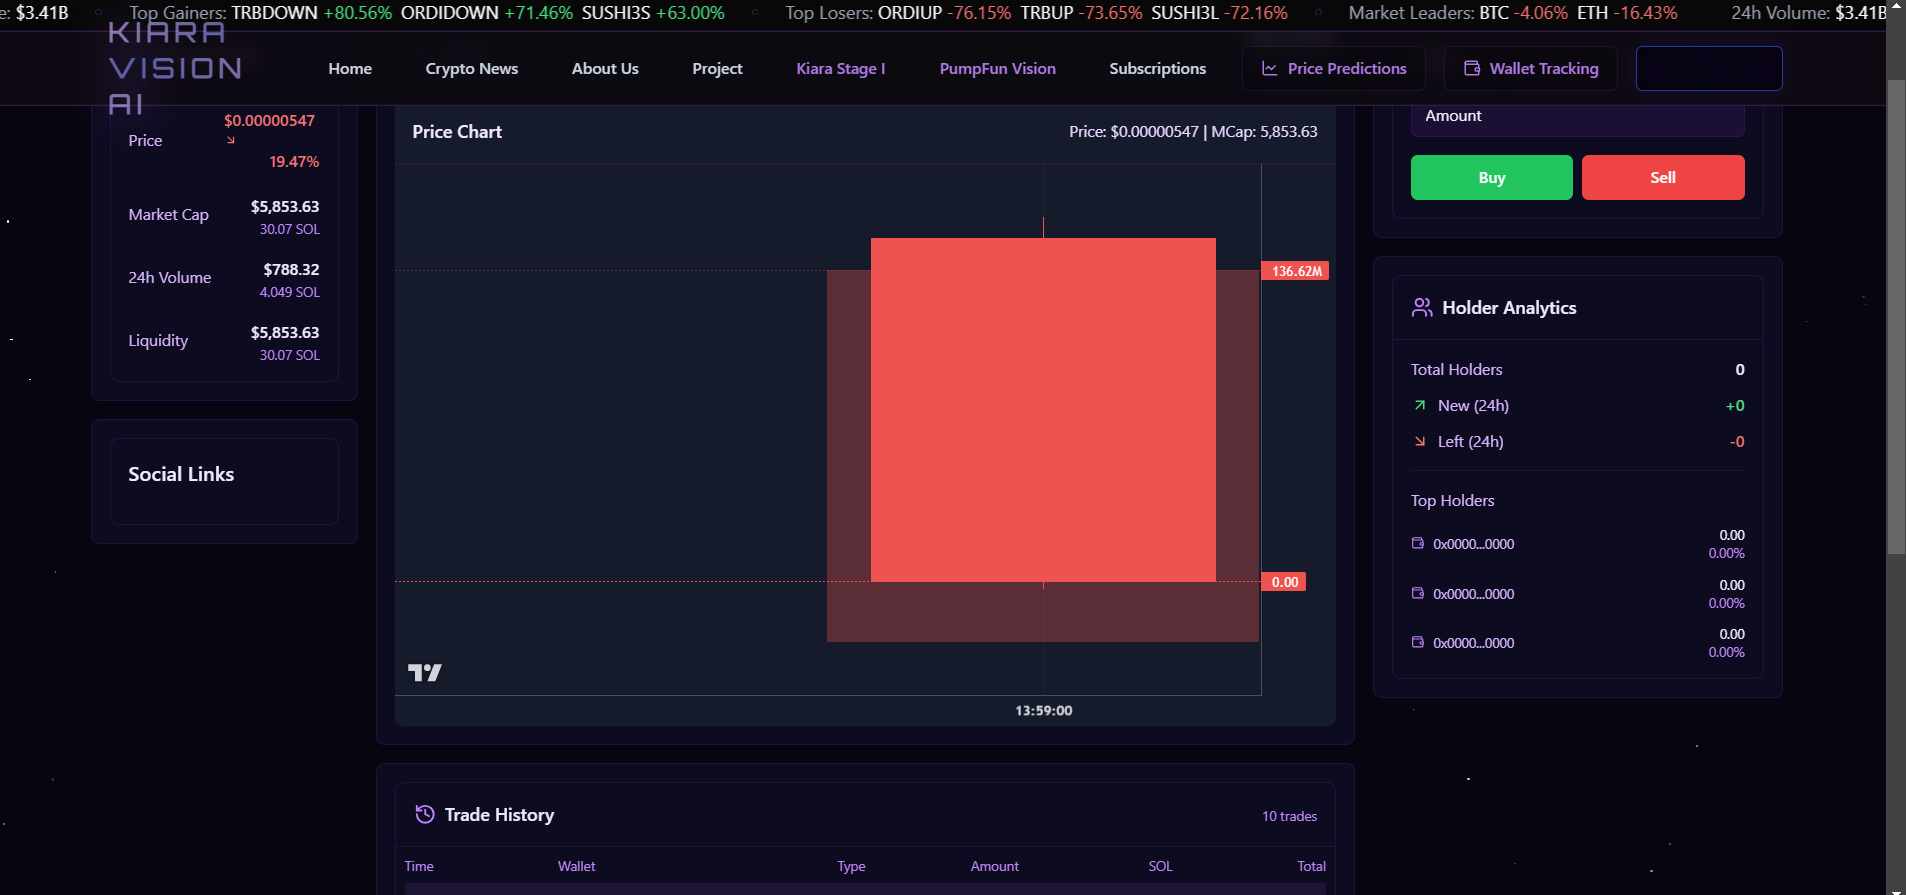 e: $3.41B Top Gainers: TRBDOWN +80.56% ORDIDOWN +71.46% SUSHI3S +63.00% Top Losers: ORDIUP -76.15% TRBUP -73.65% SUSHI3L -72.16% Market Leaders: BTC -4.06% ETH -16.43% 24h Volume: $3.41B
KIARA
VISION
AI
Home Crypto News About Us Project Kiara Stage I PumpFun Vision Subscriptions Price Predictions Wallet Tracking
Price
$0.00000547
19.47%
Market Cap
$5,853.63
30.07 SOL
24h Volume
$788.32
4.049 SOL
Liquidity
$5,853.63
30.07 SOL
Social Links
Price Chart
Price: $0.00000547 | MCap: 5,853.63
136.62M
0.00
13:59:00
Trade History
10 trades
Time Wallet Type Amount SOL Total
Amount
Buy
Sell
Holder Analytics
Total Holders 0
New (24h) +0
Left (24h) -0
Top Holders
0x0000...0000
0.00
0.00%
0x0000...0000
0.00
0.00%
0x0000...0000
0.00
0.00%